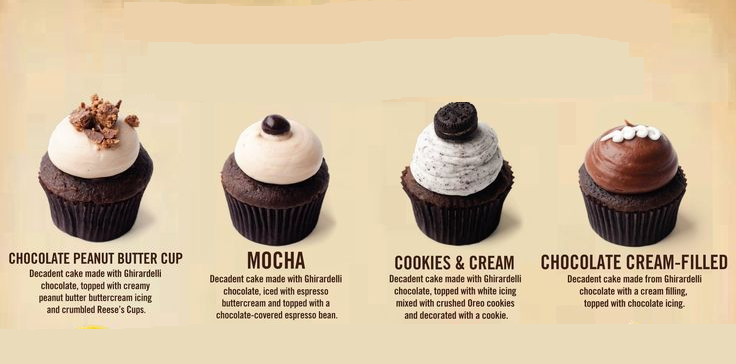 CHOCOLATE PEANUT BUTTER CUP
Decadent cake made with Ghirardelli
chocolate, topped with creamy
peanut butter buttercream icing
and crumbled Reese's Cups.
MOCHA
Decadent cake made with Ghirardelli
chocolate, iced with espresso
buttercream and topped with a
chocolate-covered espresso bean.
COOKIES & CREAM
Decadent cake made with Ghirardelli
chocolate, topped with white icing
mixed with crushed Oreo cookies
and decorated with a cookie.
CHOCOLATE CREAM-FILLED
Decadent cake made from Ghirardelli
chocolate with a cream filling,
topped with chocolate icing.